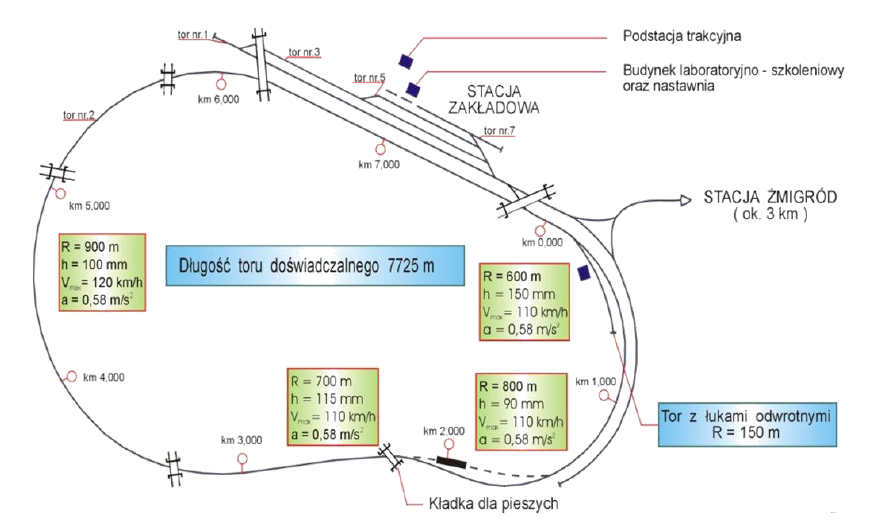 tor nr.1
tor nr.3
Podstacja trakcyjna
Budynek laboratoryjno - szkoleniowy
oraz nastawnia
tor nr.5
STACJA
ZAKŁADOWA
km 6,000
tor nr.2
tor nr.7
km 7,000
STACJA ŻMIGRÓD
( ok. 3 km )
km 5,000
km 0,000
R = 900 m
h = 100 mm
Vmax= 120 km/h
a = 0,58 m/s²
Długość toru doświadczalnego 7725 m
R = 600 m
h = 150 mm
Vmax= 110 km/h
a = 0,58 m/s²
km 4,000
R = 700 m
h = 115 mm
Vmax= 110 km/h
a = 0,58 m/s²
R = 800 m
h = 90 mm
Vmax= 110 km/h
a = 0,58 m/s²
km 1,000
Tor z łukami odwrotnymi
R = 150 m
km 3,000
km 2,000
Kładka dla pieszych